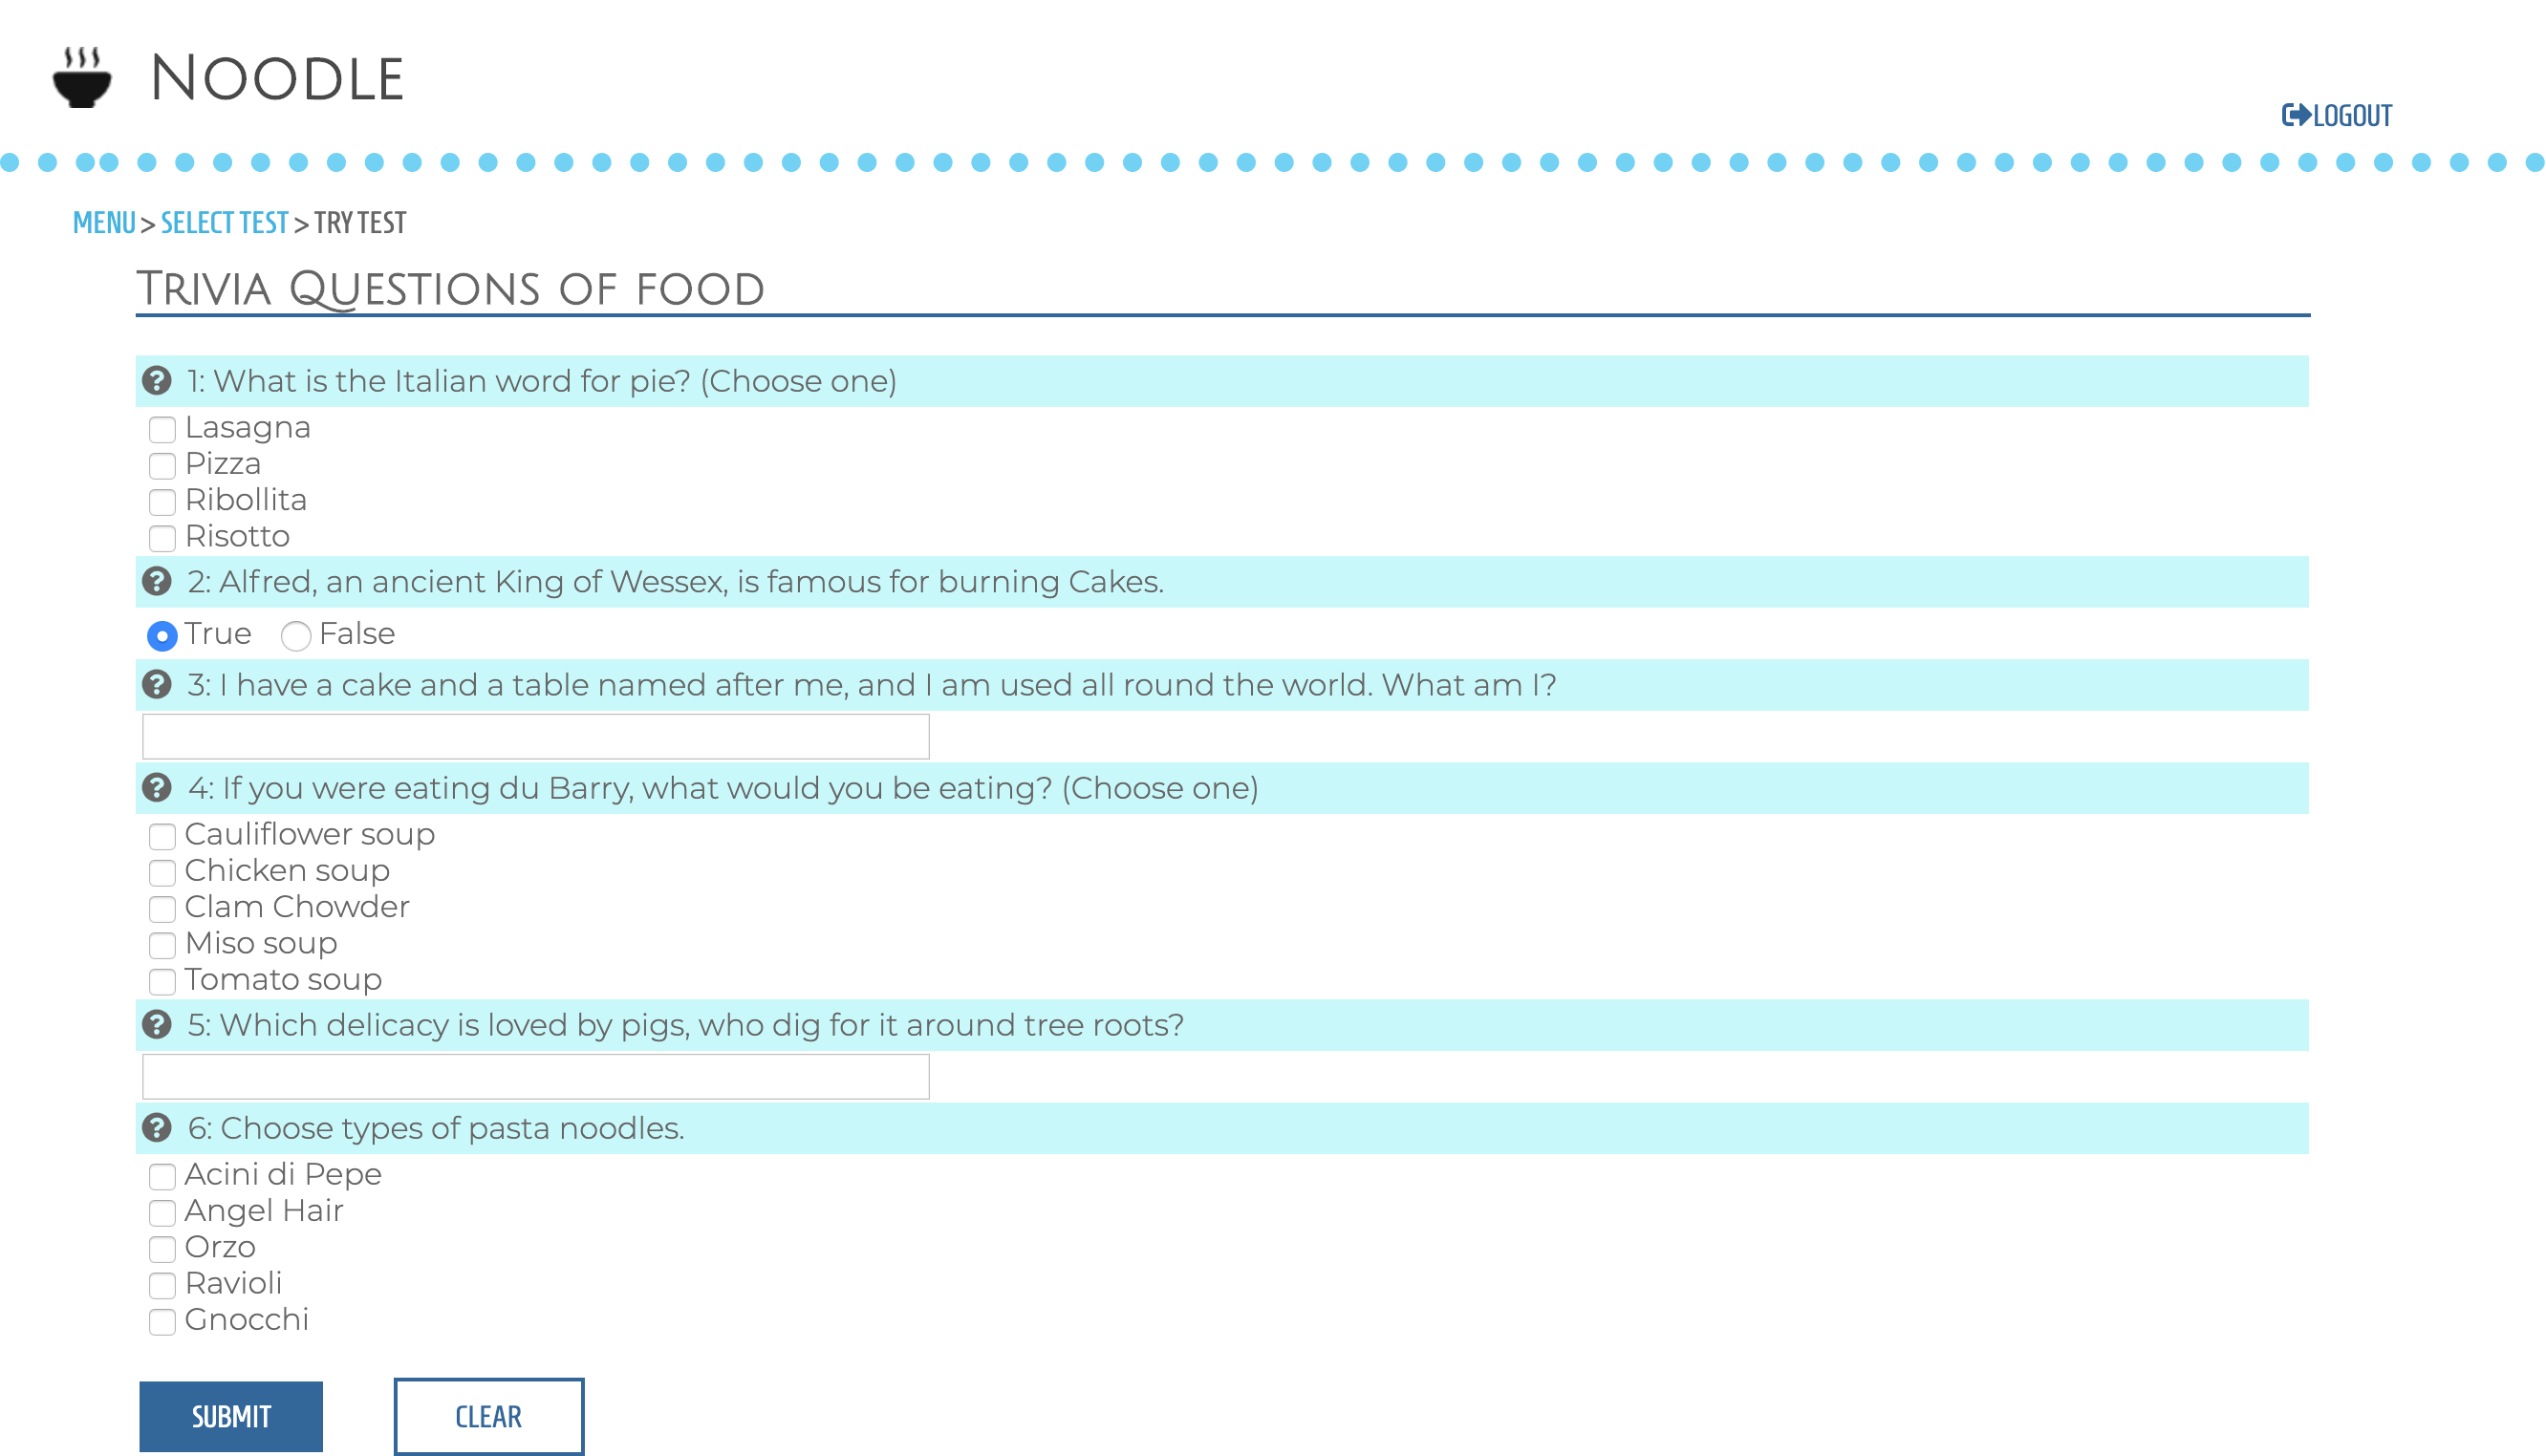 NOODLE
LOGOUT
MENU > SELECT TEST > TRY TEST
TRIVIA QUESTIONS OF FOOD
1: What is the Italian word for pie? (Choose one)
Lasagna
Pizza
Ribollita
Risotto
2: Alfred, an ancient King of Wessex, is famous for burning Cakes.
True False
3: I have a cake and a table named after me, and I am used all round the world. What am I?
4: If you were eating du Barry, what would you be eating? (Choose one)
Cauliflower soup
Chicken soup
Clam Chowder
Miso soup
Tomato soup
5: Which delicacy is loved by pigs, who dig for it around tree roots?
6: Choose types of pasta noodles.
Acini di Pepe
Angel Hair
Orzo
Ravioli
Gnocchi
SUBMIT CLEAR